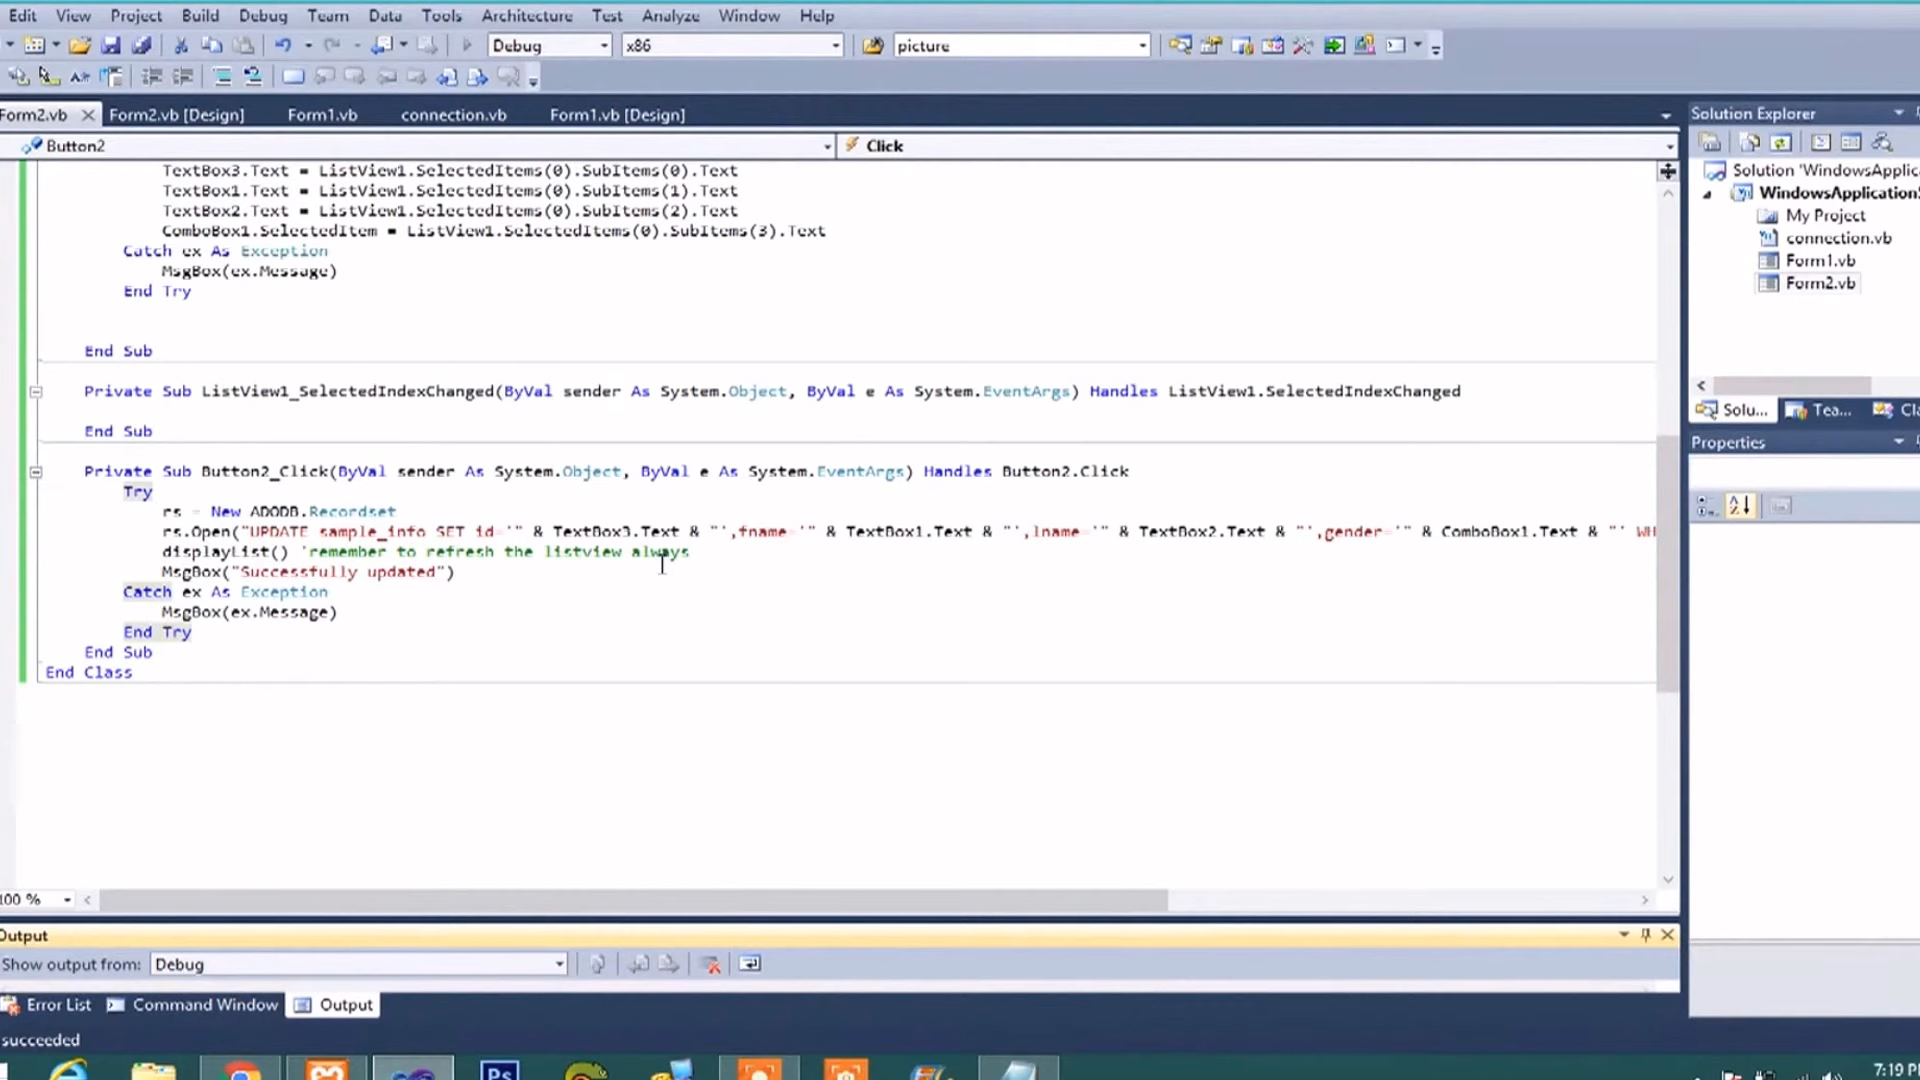 Edit View Project Build Debug Team Data Tools Architecture Test Analyze Window Help
Debug x86 picture
Form2.vb Form2.vb [Design] Form1.vb connection.vb Form1.vb [Design]
Button2 Click
TextBox3.Text = ListView1.SelectedItems(0).SubItems(0).Text
TextBox1.Text = ListView1.SelectedItems(0).SubItems(1).Text
TextBox2.Text = ListView1.SelectedItems(0).SubItems(2).Text
ComboBox1.SelectedItem = ListView1.SelectedItems(0).SubItems(3).Text
Catch ex As Exception
MsgBox(ex.Message)
End Try
End Sub
Private Sub ListView1_SelectedIndexChanged(ByVal sender As System.Object, ByVal e As System.EventArgs) Handles ListView1.SelectedIndexChanged
End Sub
Private Sub Button2_Click(ByVal sender As System.Object, ByVal e As System.EventArgs) Handles Button2.Click
Try
rs = New ADODB.Recordset
rs.Open("UPDATE sample_info SET id='" & TextBox3.Text & "',fname='" & TextBox1.Text & "',lname='" & TextBox2.Text & "',gender='" & ComboBox1.Text & "' WH
displayList() 'remember to refresh the listview always
MsgBox("Successfully updated")
Catch ex As Exception
MsgBox(ex.Message)
End Try
End Sub
End Class
100 %
Output
Show output from: Debug
Error List Command Window Output
succeeded
Solution Explorer
Solution 'WindowsApplic
WindowsApplication
My Project
connection.vb
Form1.vb
Form2.vb
Solu... Tea... Cl
Properties
Ps
7:19 P